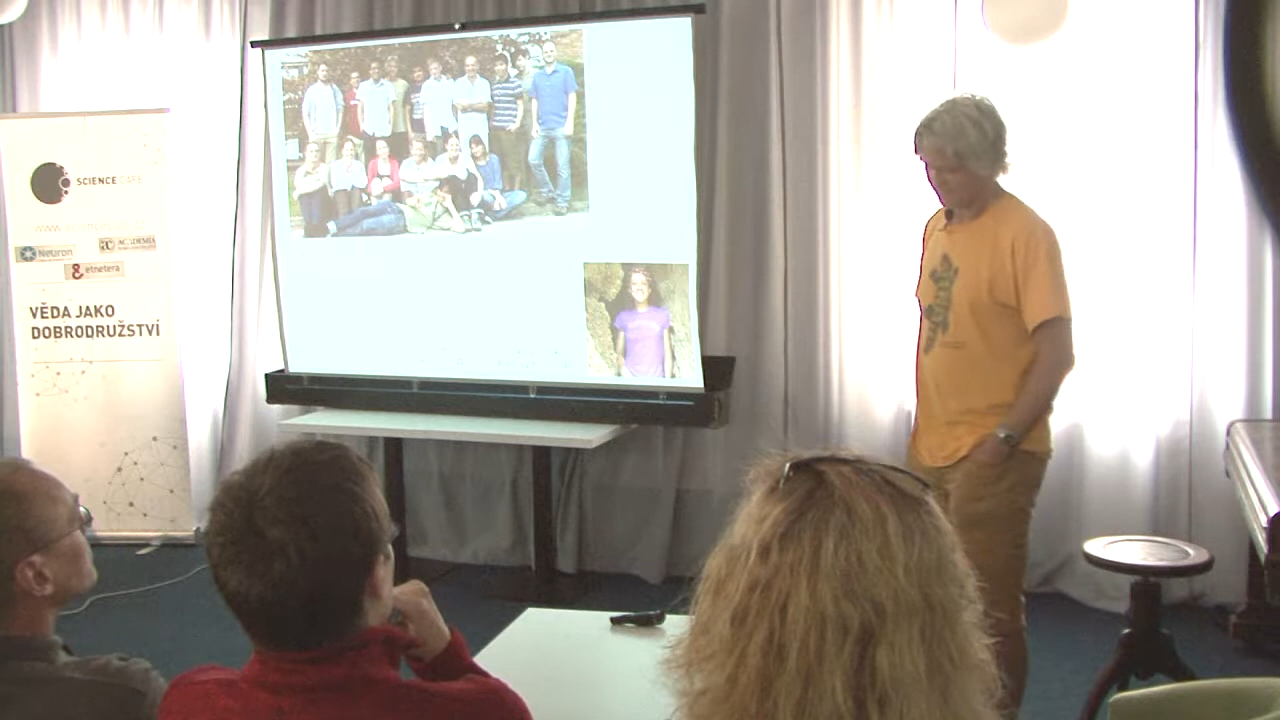 SCIENCE CAFE
Neuron
ACADEMIA
etnetera
VĚDA JAKO
DOBRODRUŽSTVÍ